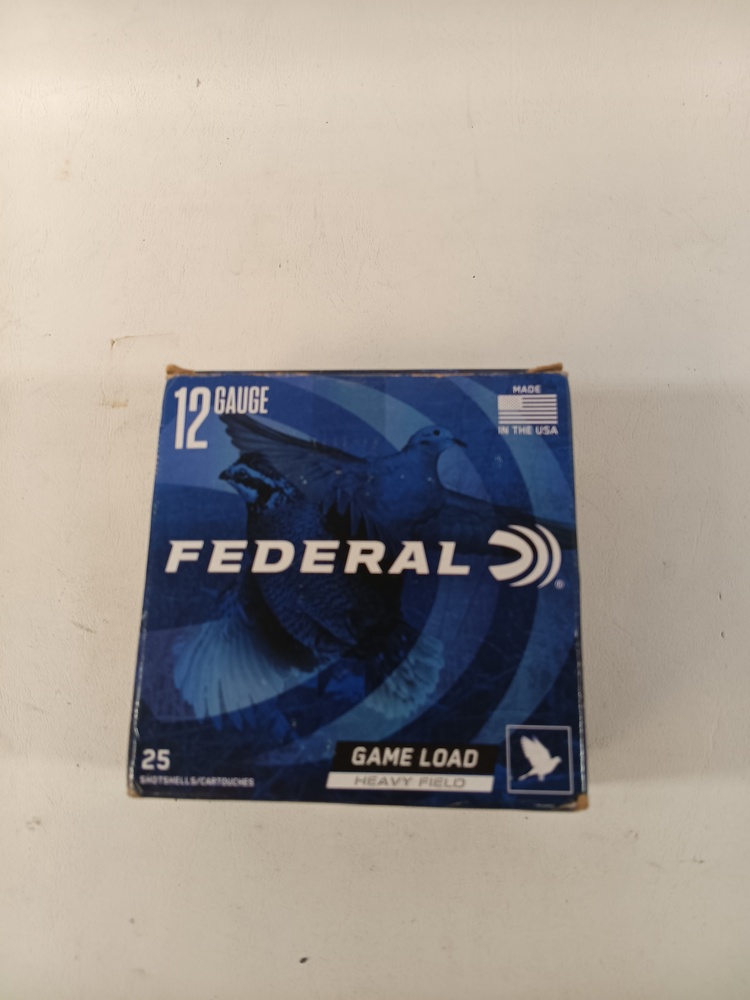 12 GAUGE
MADE
IN THE USA
FEDERAL
®
25
SHOTSHELLS/CARTOUCHES
GAME LOAD
HEAVY FIELD